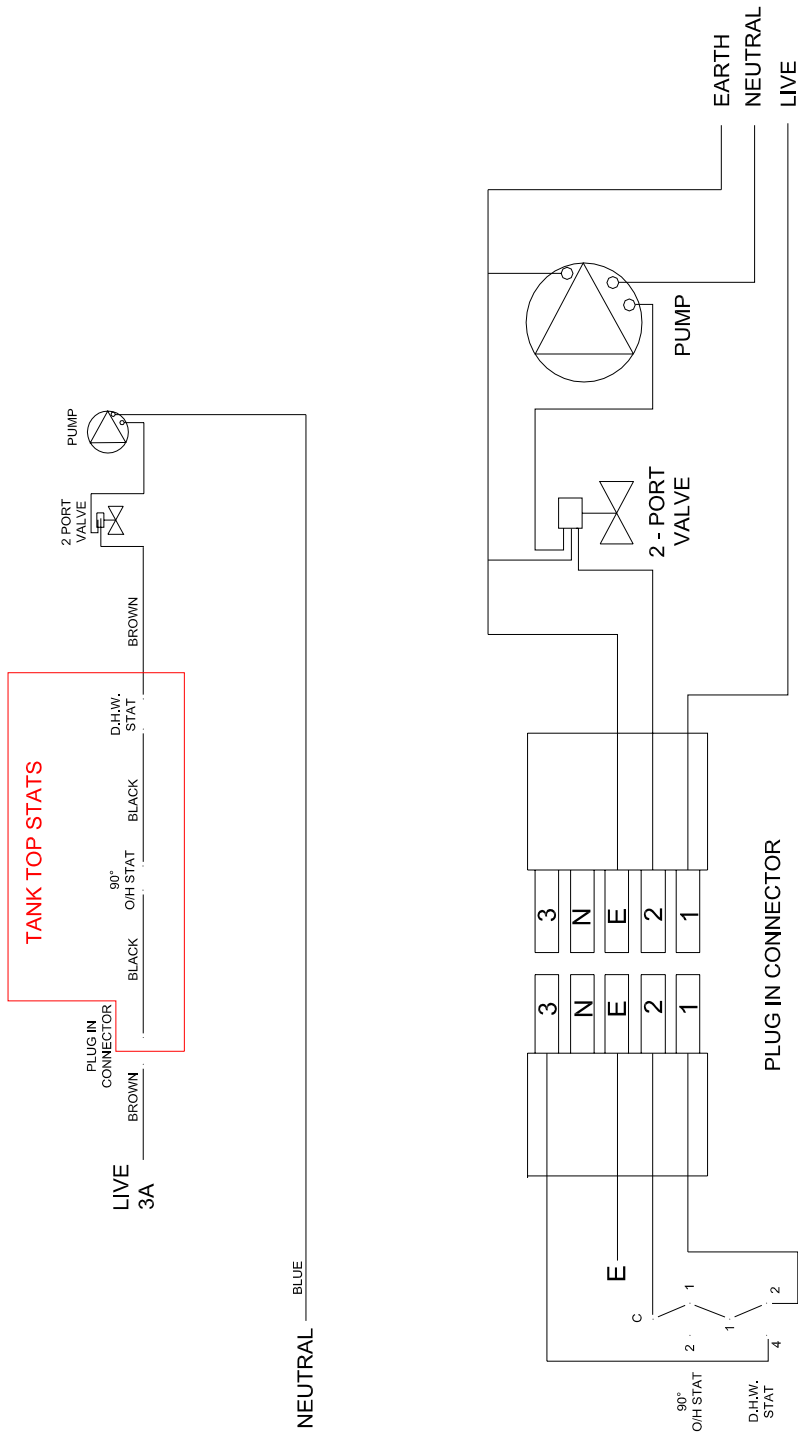 TANK TOP STATS
LIVE
3A
BROWN
PLUG IN
CONNECTOR
BLACK
90°
O/H STAT
BLACK
D.H.W.
STAT
BROWN
2 PORT
VALVE
PUMP
NEUTRAL
BLUE
90°
O/H STAT
D.H.W.
STAT
C
2
1
1
4
2
E
3
N
E
2
1
3
N
E
2
1
PLUG IN CONNECTOR
2 - PORT
VALVE
PUMP
EARTH
NEUTRAL
LIVE